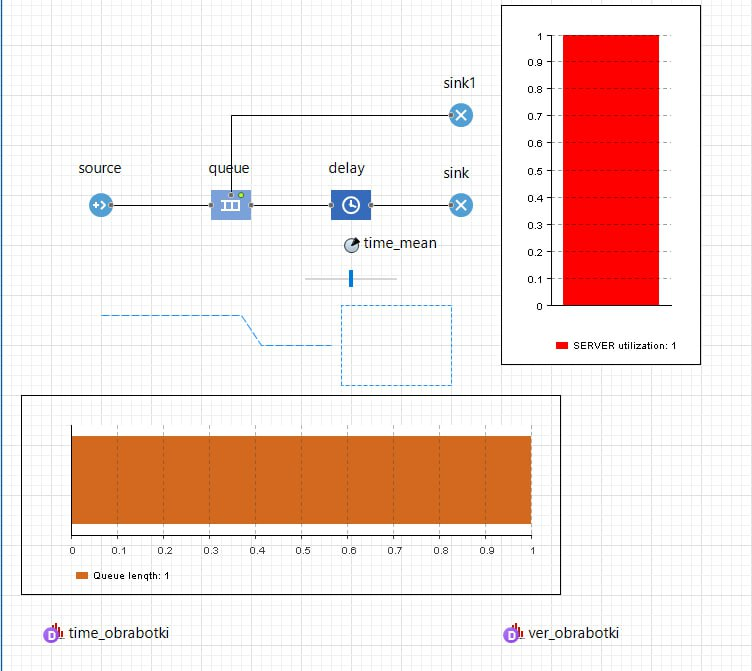 sink1
source
queue
delay
sink
time_mean
1
0.9
0.8
0.7
0.6
0.5
0.4
0.3
0.2
0.1
0
SERVER utilization: 1
0 0.1 0.2 0.3 0.4 0.5 0.6 0.7 0.8 0.9 1
Queue length: 1
D time_obrabotki
D ver_obrabotki